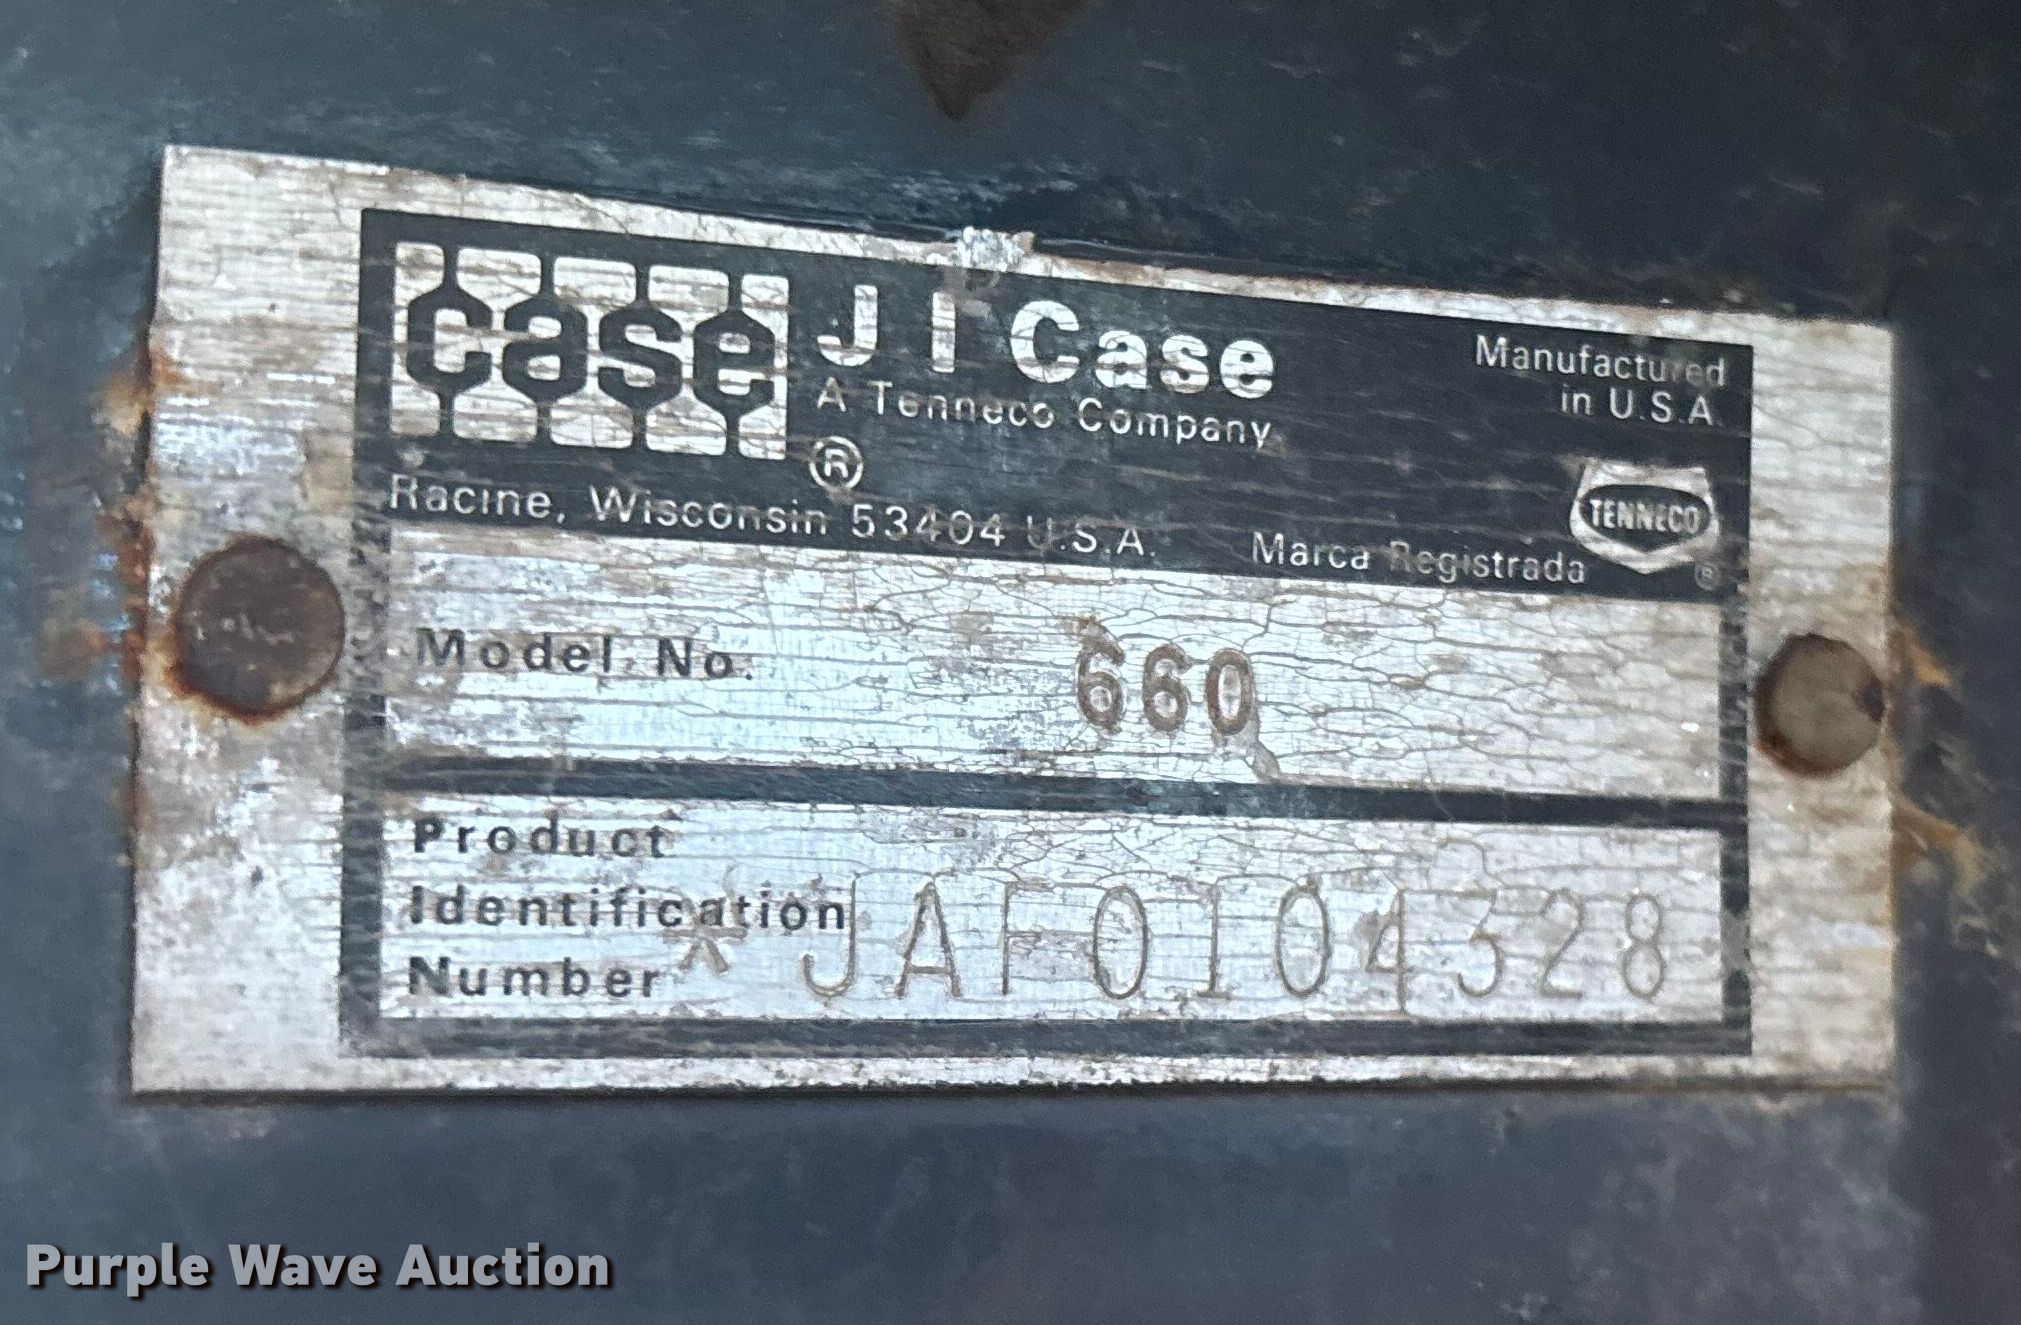 case J I Case
A Tenneco Company
®
Manufactured
in U.S.A.
Racine, Wisconsin 53404 U.S.A.
Marca Registrada
TENNECO
®
Model No. 660
Product
Identification
Number * JAF0104328
Purple Wave Auction